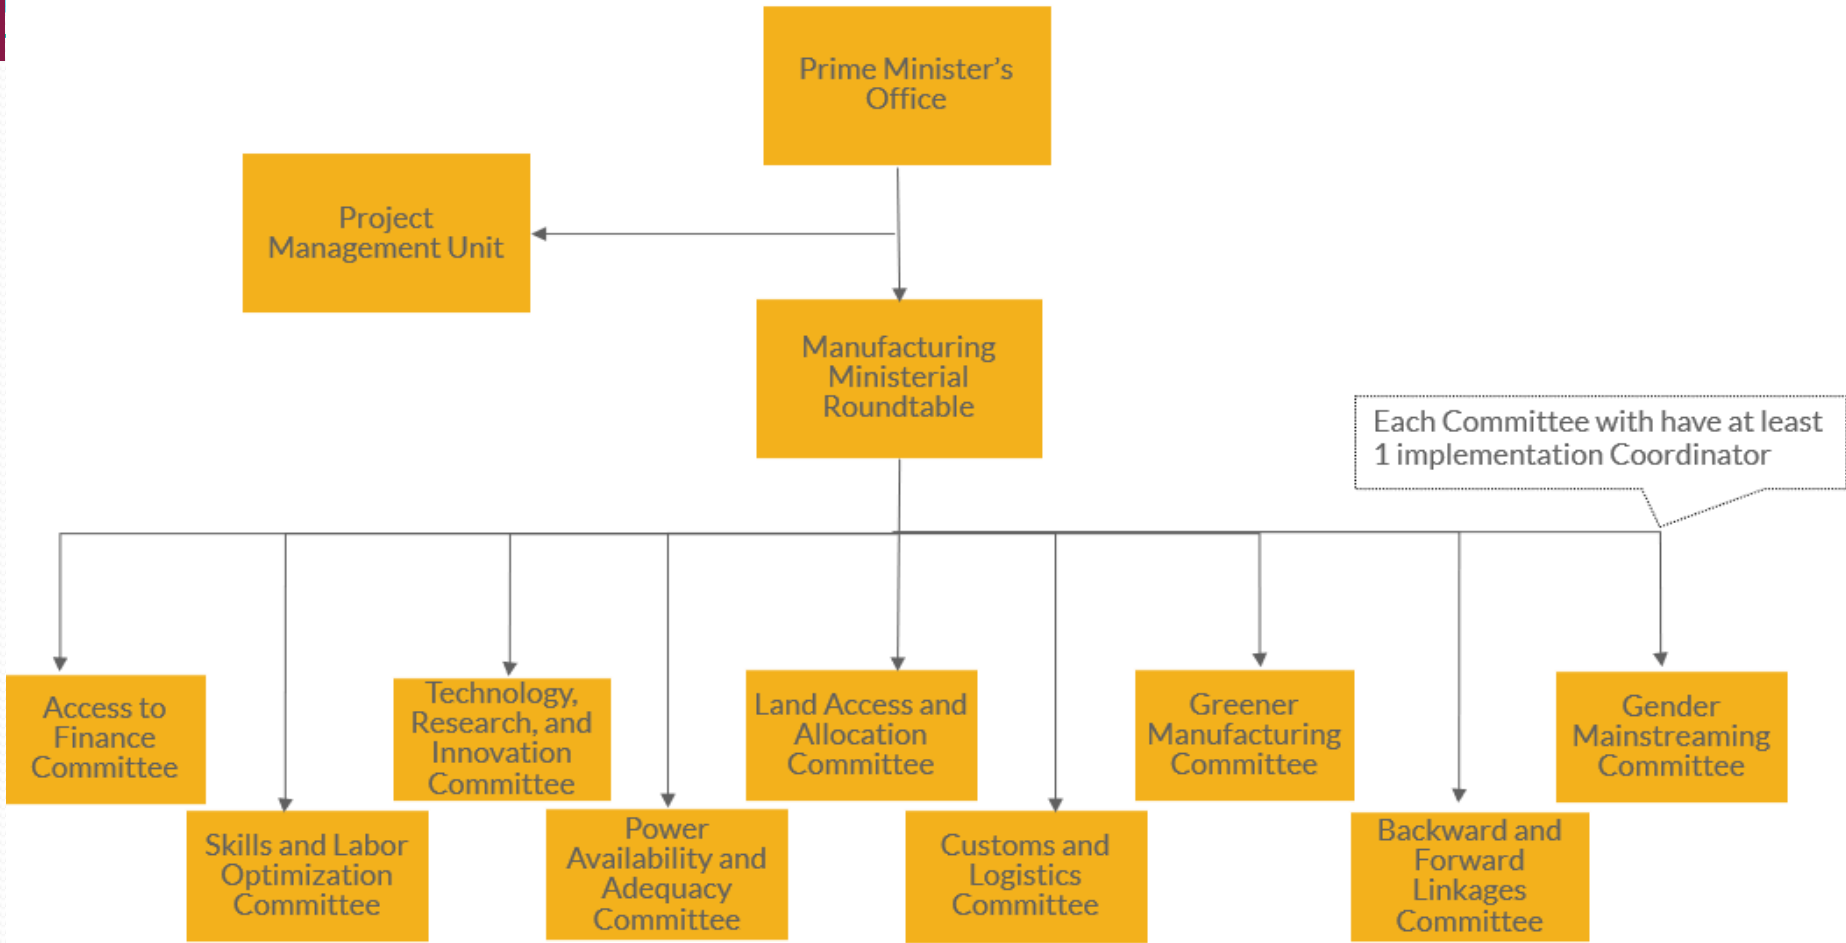 Prime Minister’s
Office
Project
Management Unit
Manufacturing
Ministerial
Roundtable
Each Committee with have at least
1 implementation Coordinator
Access to
Finance
Committee
Skills and Labor
Optimization
Committee
Technology,
Research, and
Innovation
Committee
Power
Availability and
Adequacy
Committee
Land Access and
Allocation
Committee
Customs and
Logistics
Committee
Greener
Manufacturing
Committee
Backward and
Forward
Linkages
Committee
Gender
Mainstreaming
Committee